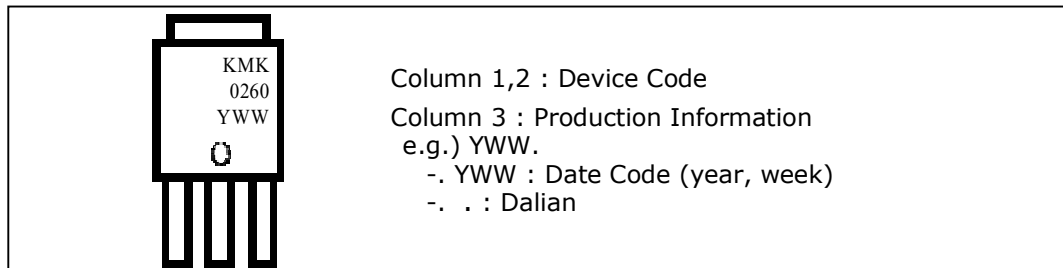 KMK
0260
YWW
Column 1,2 : Device Code
Column 3 : Production Information
e.g.) YWW.
-. YWW : Date Code (year, week)
-. . : Dalian